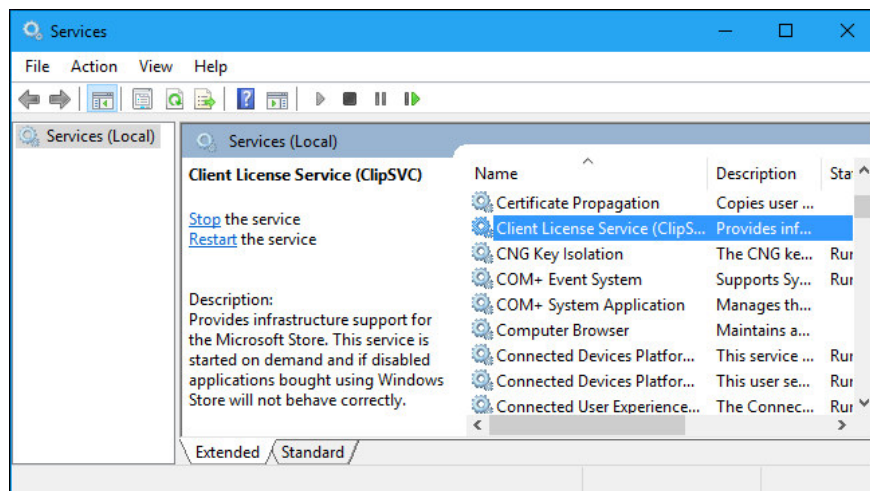 Services
File Action View Help
Services (Local)
Services (Local)
Client License Service (ClipSVC)
Stop the service
Restart the service
Description:
Provides infrastructure support for
the Microsoft Store. This service is
started on demand and if disabled
applications bought using Windows
Store will not behave correctly.
Name Description Sta
Certificate Propagation Copies user ...
Client License Service (ClipS... Provides inf...
CNG Key Isolation The CNG ke... Rur
COM+ Event System Supports Sy... Rur
COM+ System Application Manages th...
Computer Browser Maintains a...
Connected Devices Platfor... This service ... Rur
Connected Devices Platfor... This user se... Rur
Connected User Experience... The Connec... Rur
Extended Standard